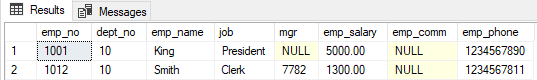 Results Messages
emp_no dept_no emp_name job mgr emp_salary emp_comm emp_phone
1 1001 10 King President NULL 5000.00 NULL 1234567890
2 1012 10 Smith Clerk 7782 1300.00 NULL 1234567811